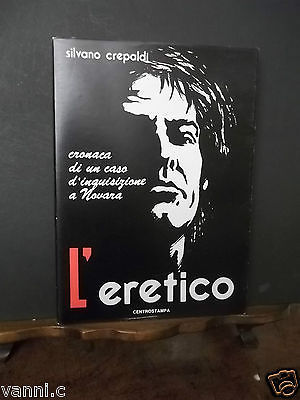 silvano crepaldi
cronaca
di un caso
d'inquisizione
a Novara
L'eretico
CENTROSTAMPA
vanni.c